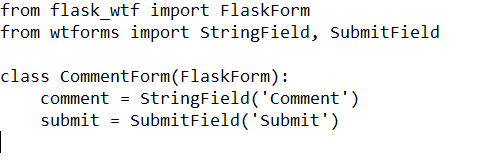 from flask_wtf import FlaskForm
from wtforms import StringField, SubmitField

class CommentForm(FlaskForm):
    comment = StringField('Comment')
    submit = SubmitField('Submit')